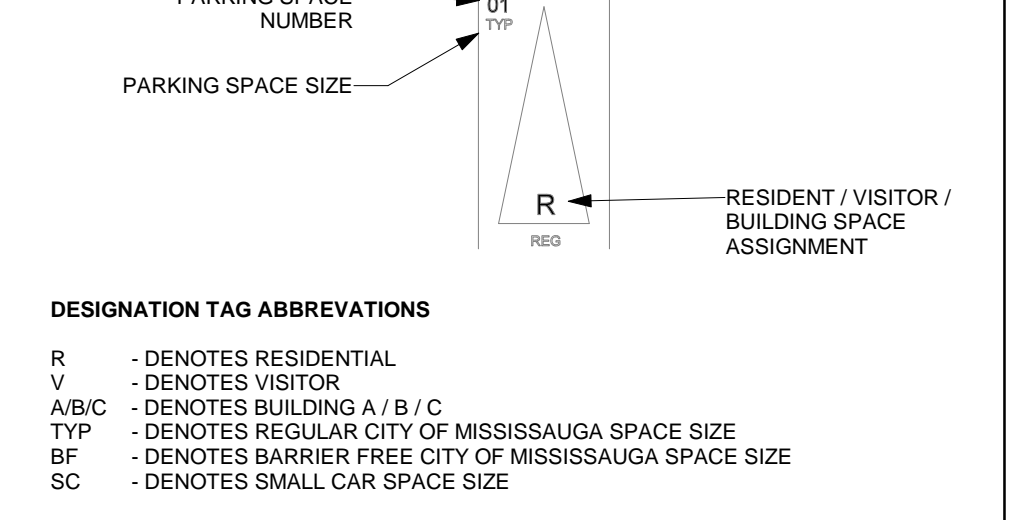 PARKING SPACE
NUMBER
01
TYP
PARKING SPACE SIZE
R
REG
RESIDENT / VISITOR /
BUILDING SPACE
ASSIGNMENT
DESIGNATION TAG ABBREVATIONS
R - DENOTES RESIDENTIAL
V - DENOTES VISITOR
A/B/C - DENOTES BUILDING A / B / C
TYP - DENOTES REGULAR CITY OF MISSISSAUGA SPACE SIZE
BF - DENOTES BARRIER FREE CITY OF MISSISSAUGA SPACE SIZE
SC - DENOTES SMALL CAR SPACE SIZE